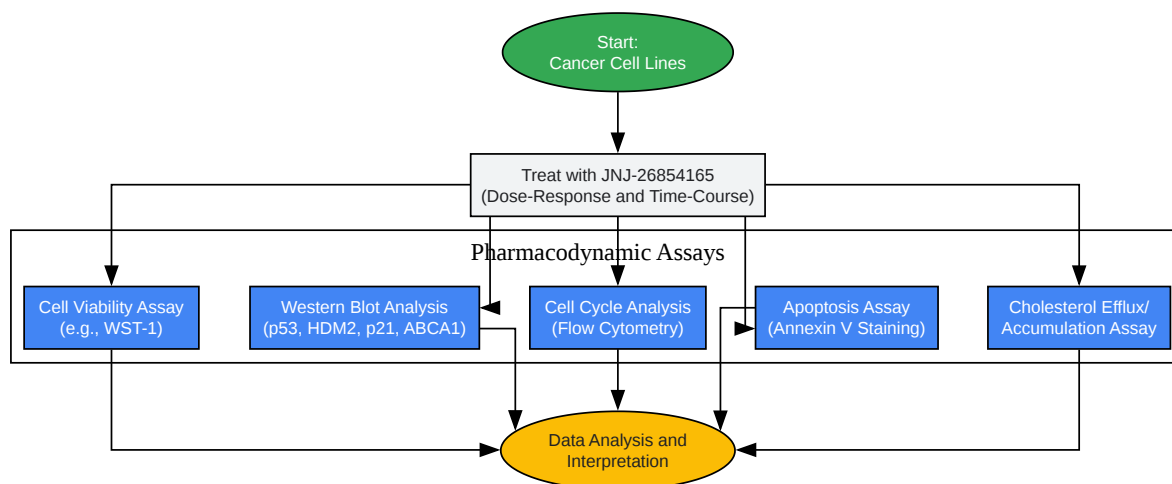 Start:
Cancer Cell Lines
Treat with JNJ-26854165
(Dose-Response and Time-Course)
Pharmacodynamic Assays
Cell Viability Assay
(e.g., WST-1)
Western Blot Analysis
(p53, HDM2, p21, ABCA1)
Cell Cycle Analysis
(Flow Cytometry)
Apoptosis Assay
(Annexin V Staining)
Cholesterol Efflux/
Accumulation Assay
Data Analysis and
Interpretation